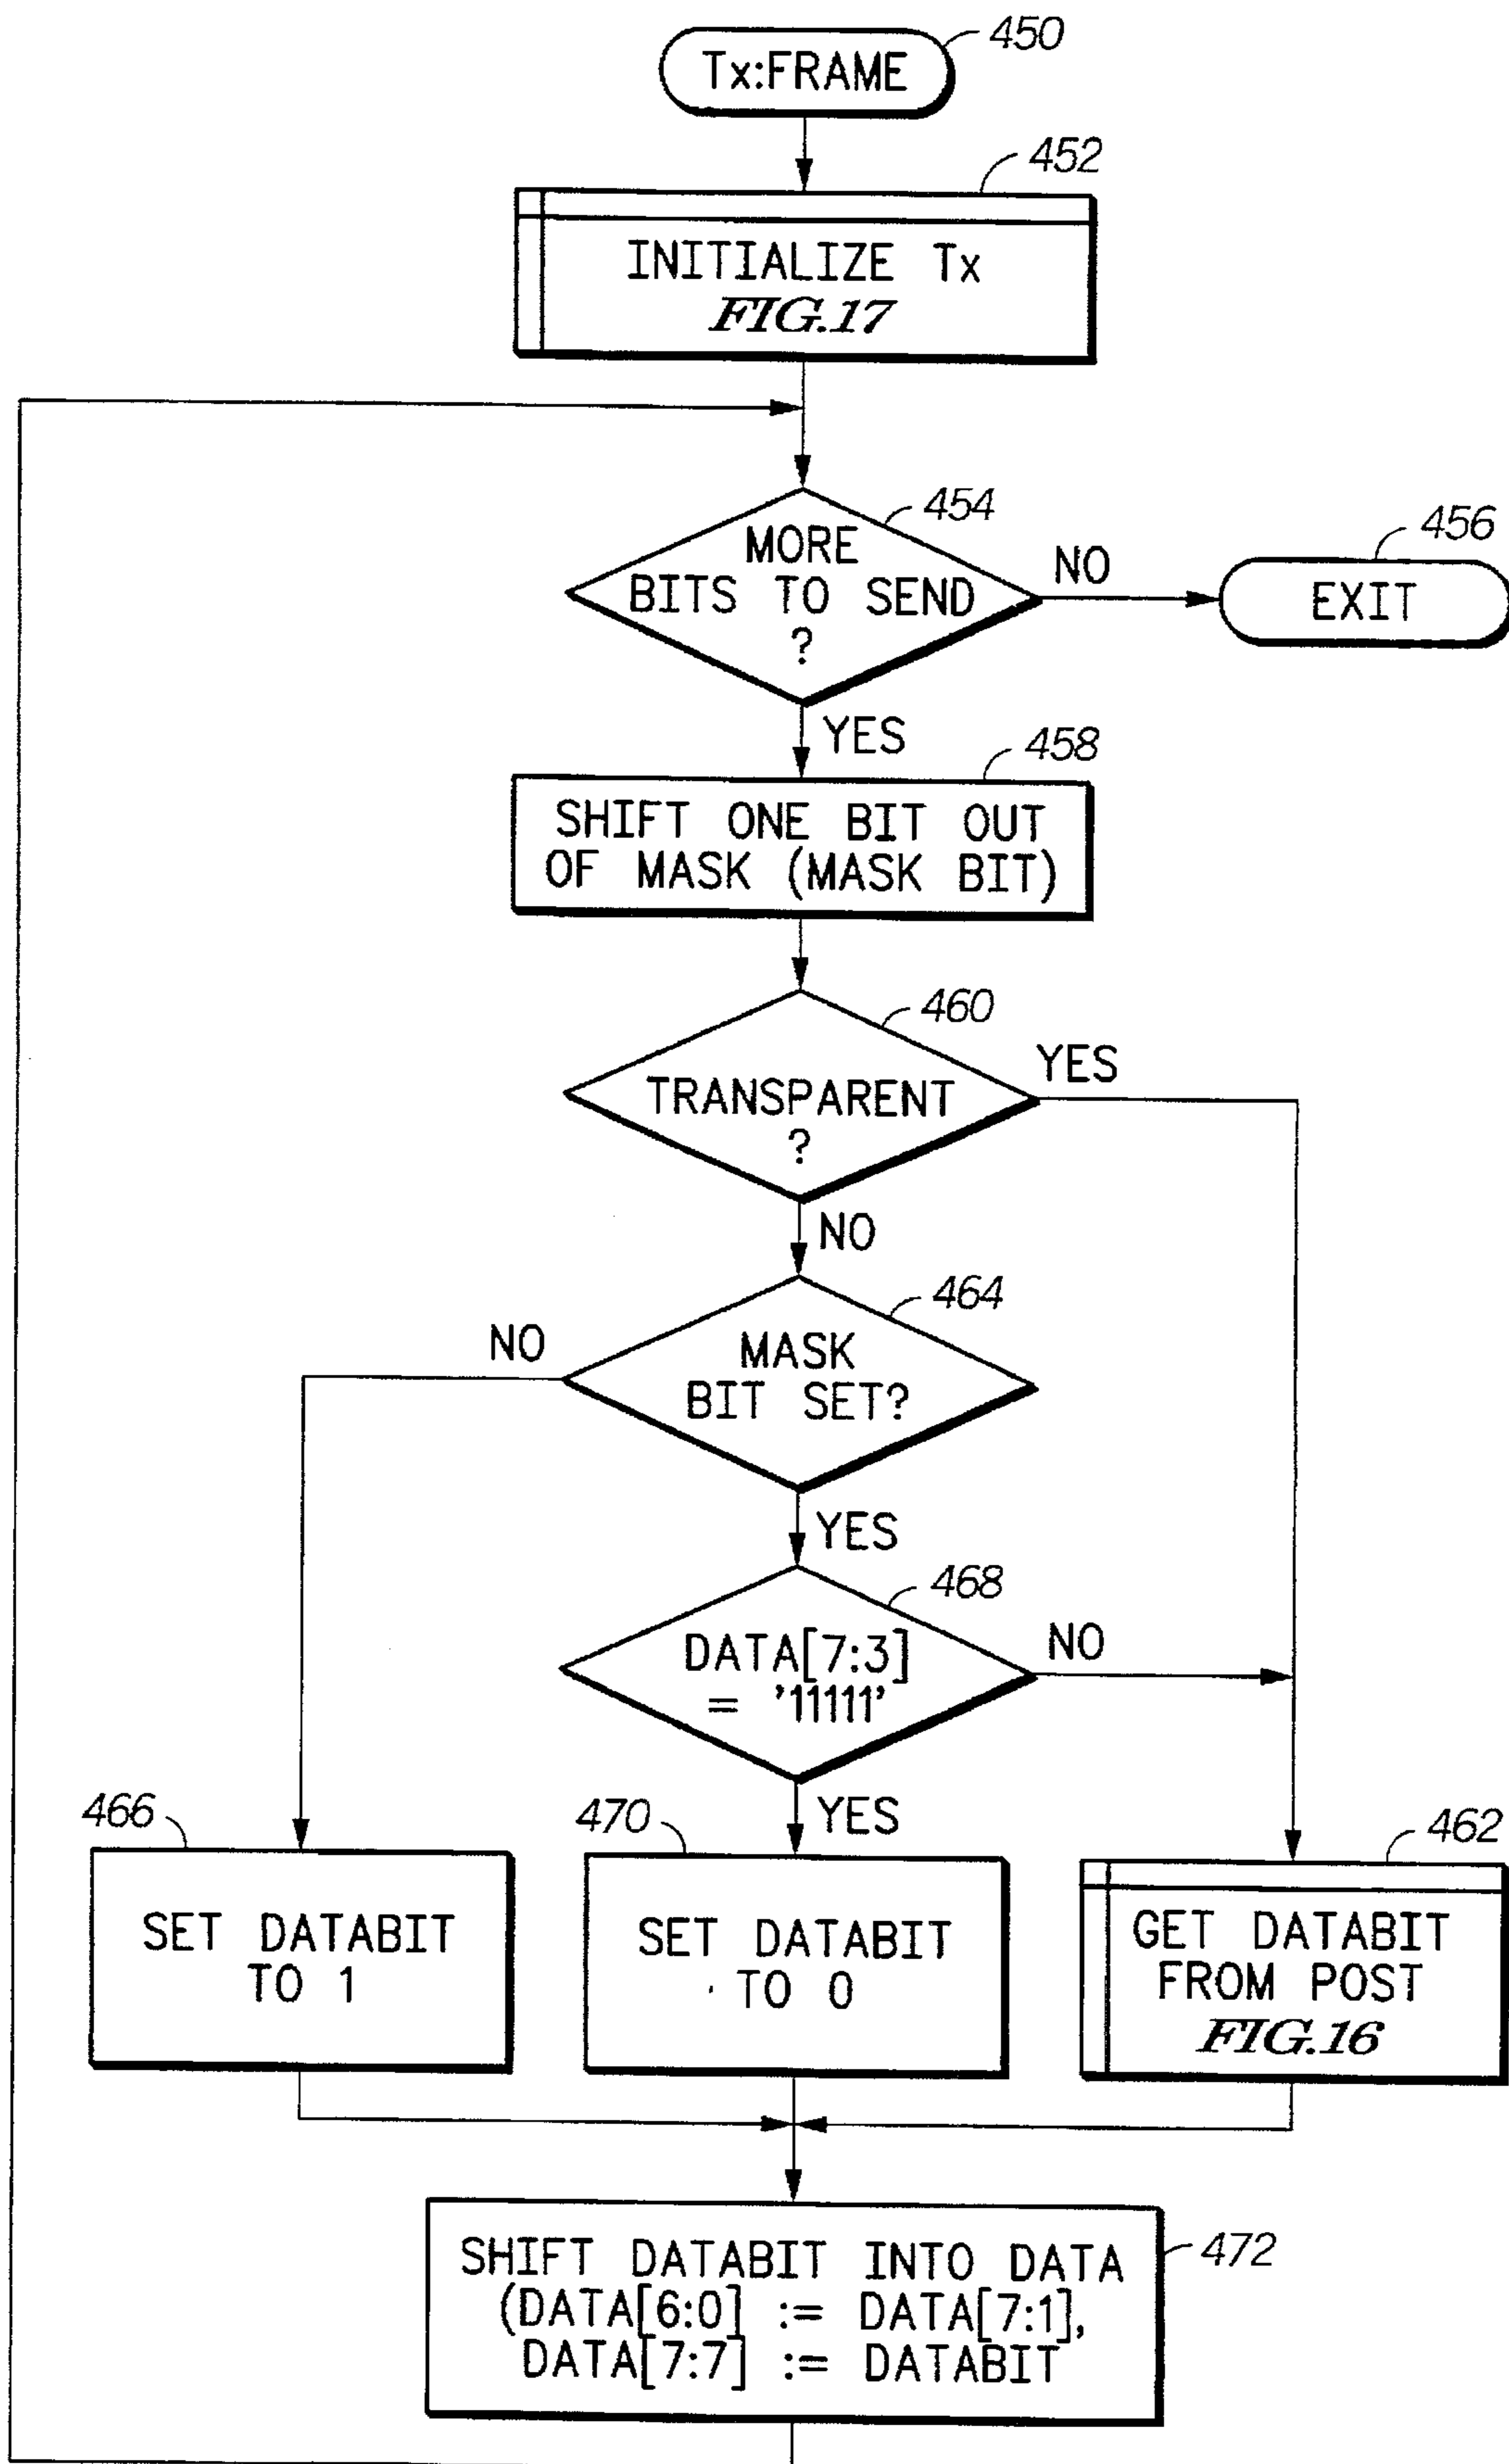 450
Tx:FRAME
452
INITIALIZE Tx
FIG.17
454
MORE
BITS TO SEND
?
NO
456
EXIT
YES
458
SHIFT ONE BIT OUT
OF MASK (MASK BIT)
460
TRANSPARENT
?
YES
NO
464
MASK
BIT SET?
NO
YES
468
DATA[7:3]
= '11111'
NO
YES
466
SET DATABIT
TO 1
470
SET DATABIT
TO 0
462
GET DATABIT
FROM POST
FIG.16
472
SHIFT DATABIT INTO DATA
(DATA[6:0] := DATA[7:1],
DATA[7:7] := DATABIT